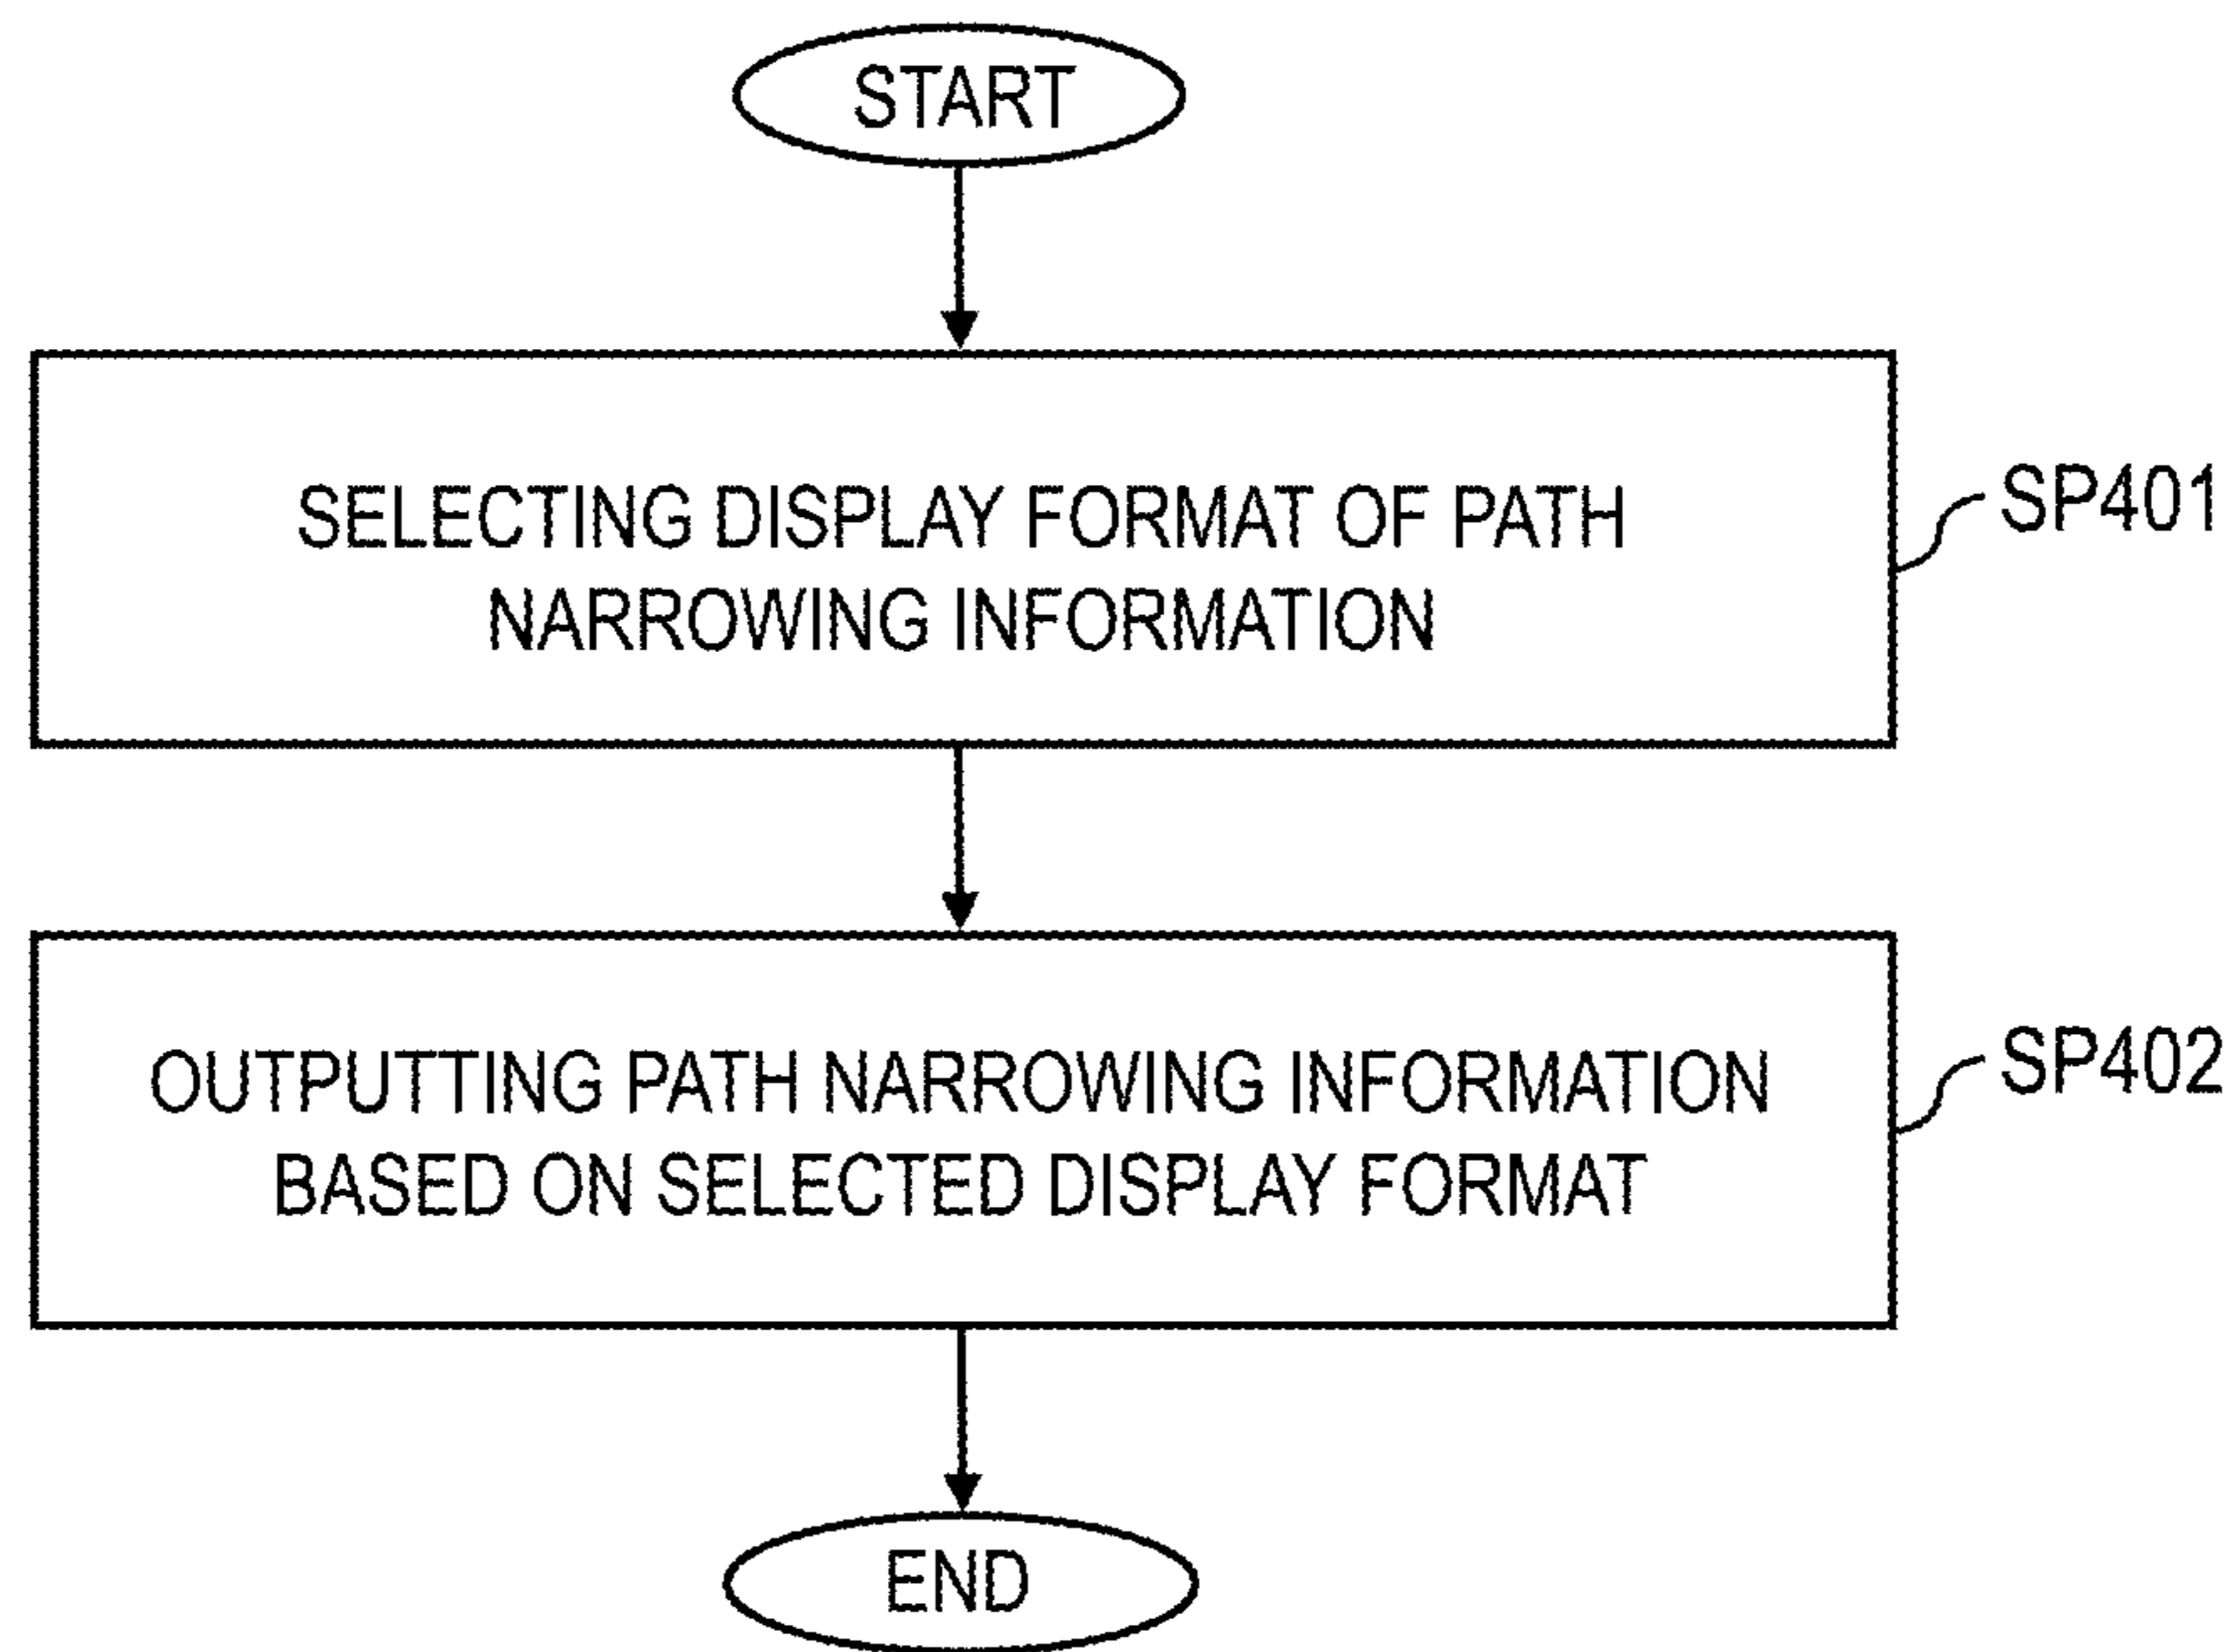 START
SELECTING DISPLAY FORMAT OF PATH
NARROWING INFORMATION
SP401
OUTPUTTING PATH NARROWING INFORMATION
BASED ON SELECTED DISPLAY FORMAT
SP402
END